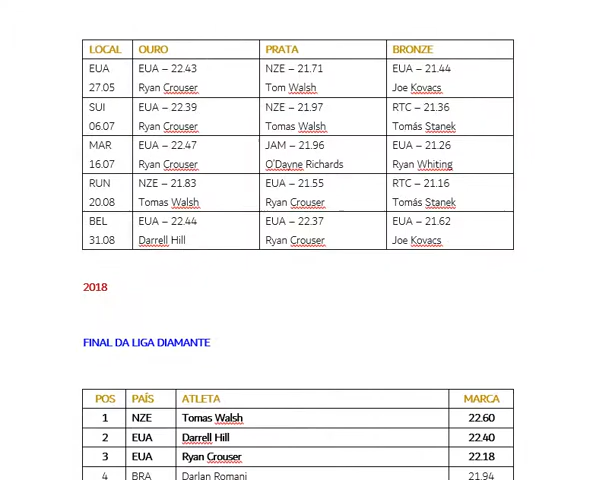 LOCAL OURO PRATA BRONZE
EUA EUA – 22.43 NZE – 21.71 EUA – 21.44
27.05 Ryan Crouser Tom Walsh Joe Kovacs
SUI EUA – 22.39 NZE – 21.97 RTC – 21.36
06.07 Ryan Crouser Tomas Walsh Tomás Stanek
MAR EUA – 22.47 JAM – 21.96 EUA – 21.26
16.07 Ryan Crouser O'Dayne Richards Ryan Whiting
RUN NZE – 21.83 EUA – 21.55 RTC – 21.16
20.08 Tomas Walsh Ryan Crouser Tomás Stanek
BEL EUA – 22.44 EUA – 22.37 EUA – 21.62
31.08 Darrell Hill Ryan Crouser Joe Kovacs
2018
FINAL DA LIGA DIAMANTE
POS PAÍS ATLETA MARCA
1 NZE Tomas Walsh 22.60
2 EUA Darrell Hill 22.40
3 EUA Ryan Crouser 22.18
4 BRA Darlan Romani 21.94